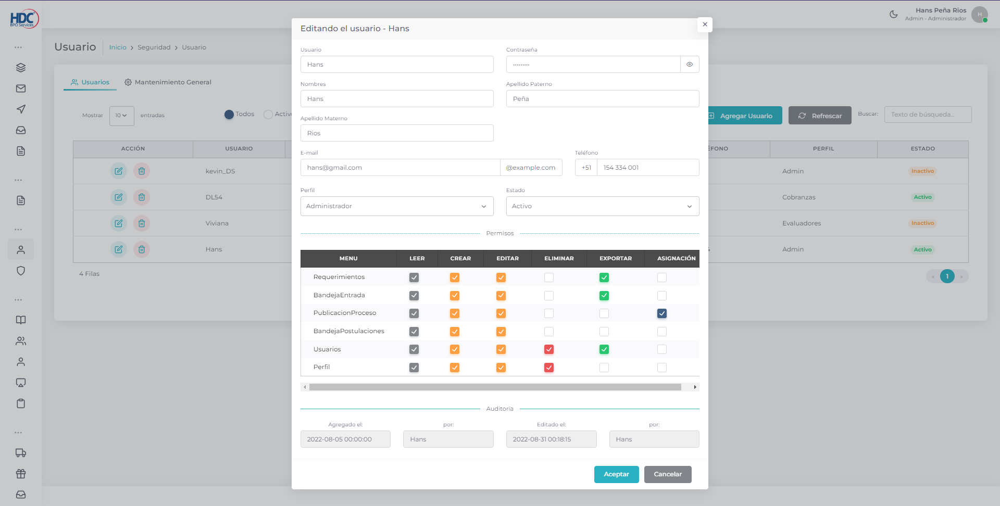 HDC
BPO Services
Hans Peña Rios
Admin - Administrador
H
Usuario
Inicio > Seguridad > Usuario
Usuarios
Mantenimiento General
Mostrar 10 entradas
Todos
Activo
Agregar Usuario
Refrescar
Buscar:
Texto de búsqueda...
ACCIÓN USUARIO ÉFONO PERFIL ESTADO
kevin_DS Admin Inactivo
DL54 Cobranzas Activo
Viviana Evaluadores Inactivo
Hans 4 Admin Activo
4 Filas
« 1 »
Editando el usuario - Hans
×
Usuario
Hans
Contraseña
·········
Nombres
Hans
Apellido Paterno
Peña
Apellido Materno
Rios
E-mail
hans@gmail.com @example.com
Teléfono
+51 154 334 001
Perfil
Administrador
Estado
Activo
Permisos
MENU LEER CREAR EDITAR ELIMINAR EXPORTAR ASIGNACIÓN
Requerimientos
BandejaEntrada
PublicacionProceso
BandejaPostulaciones
Usuarios
Perfil
Auditoría
Agregado el: por: Editado el: por:
2022-08-05 00:00:00 Hans 2022-08-31 00:18:15 Hans
Aceptar Cancelar